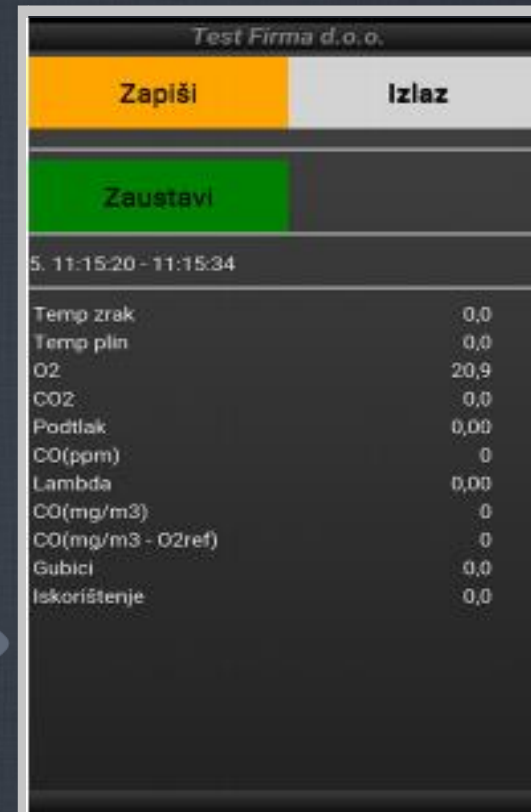 Test Firma d.o.o.
Zapiši Izlaz
Zaustavi
5. 11:15:20 - 11:15:34
Temp zrak 0,0
Temp plin 0,0
O2 20,9
CO2 0,0
Podtlak 0,00
CO(ppm) 0
Lambda 0,00
CO(mg/m3) 0
CO(mg/m3 - O2ref) 0
Gubici 0,0
Iskorištenje 0,0